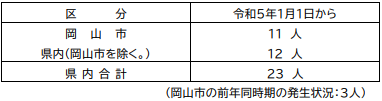 区　　分　令和5年1月1日から
岡　山　市　11 人
県内(岡山市を除く。)　12 人
県 内 合 計　23 人
(岡山市の前年同時期の発生状況:3人)